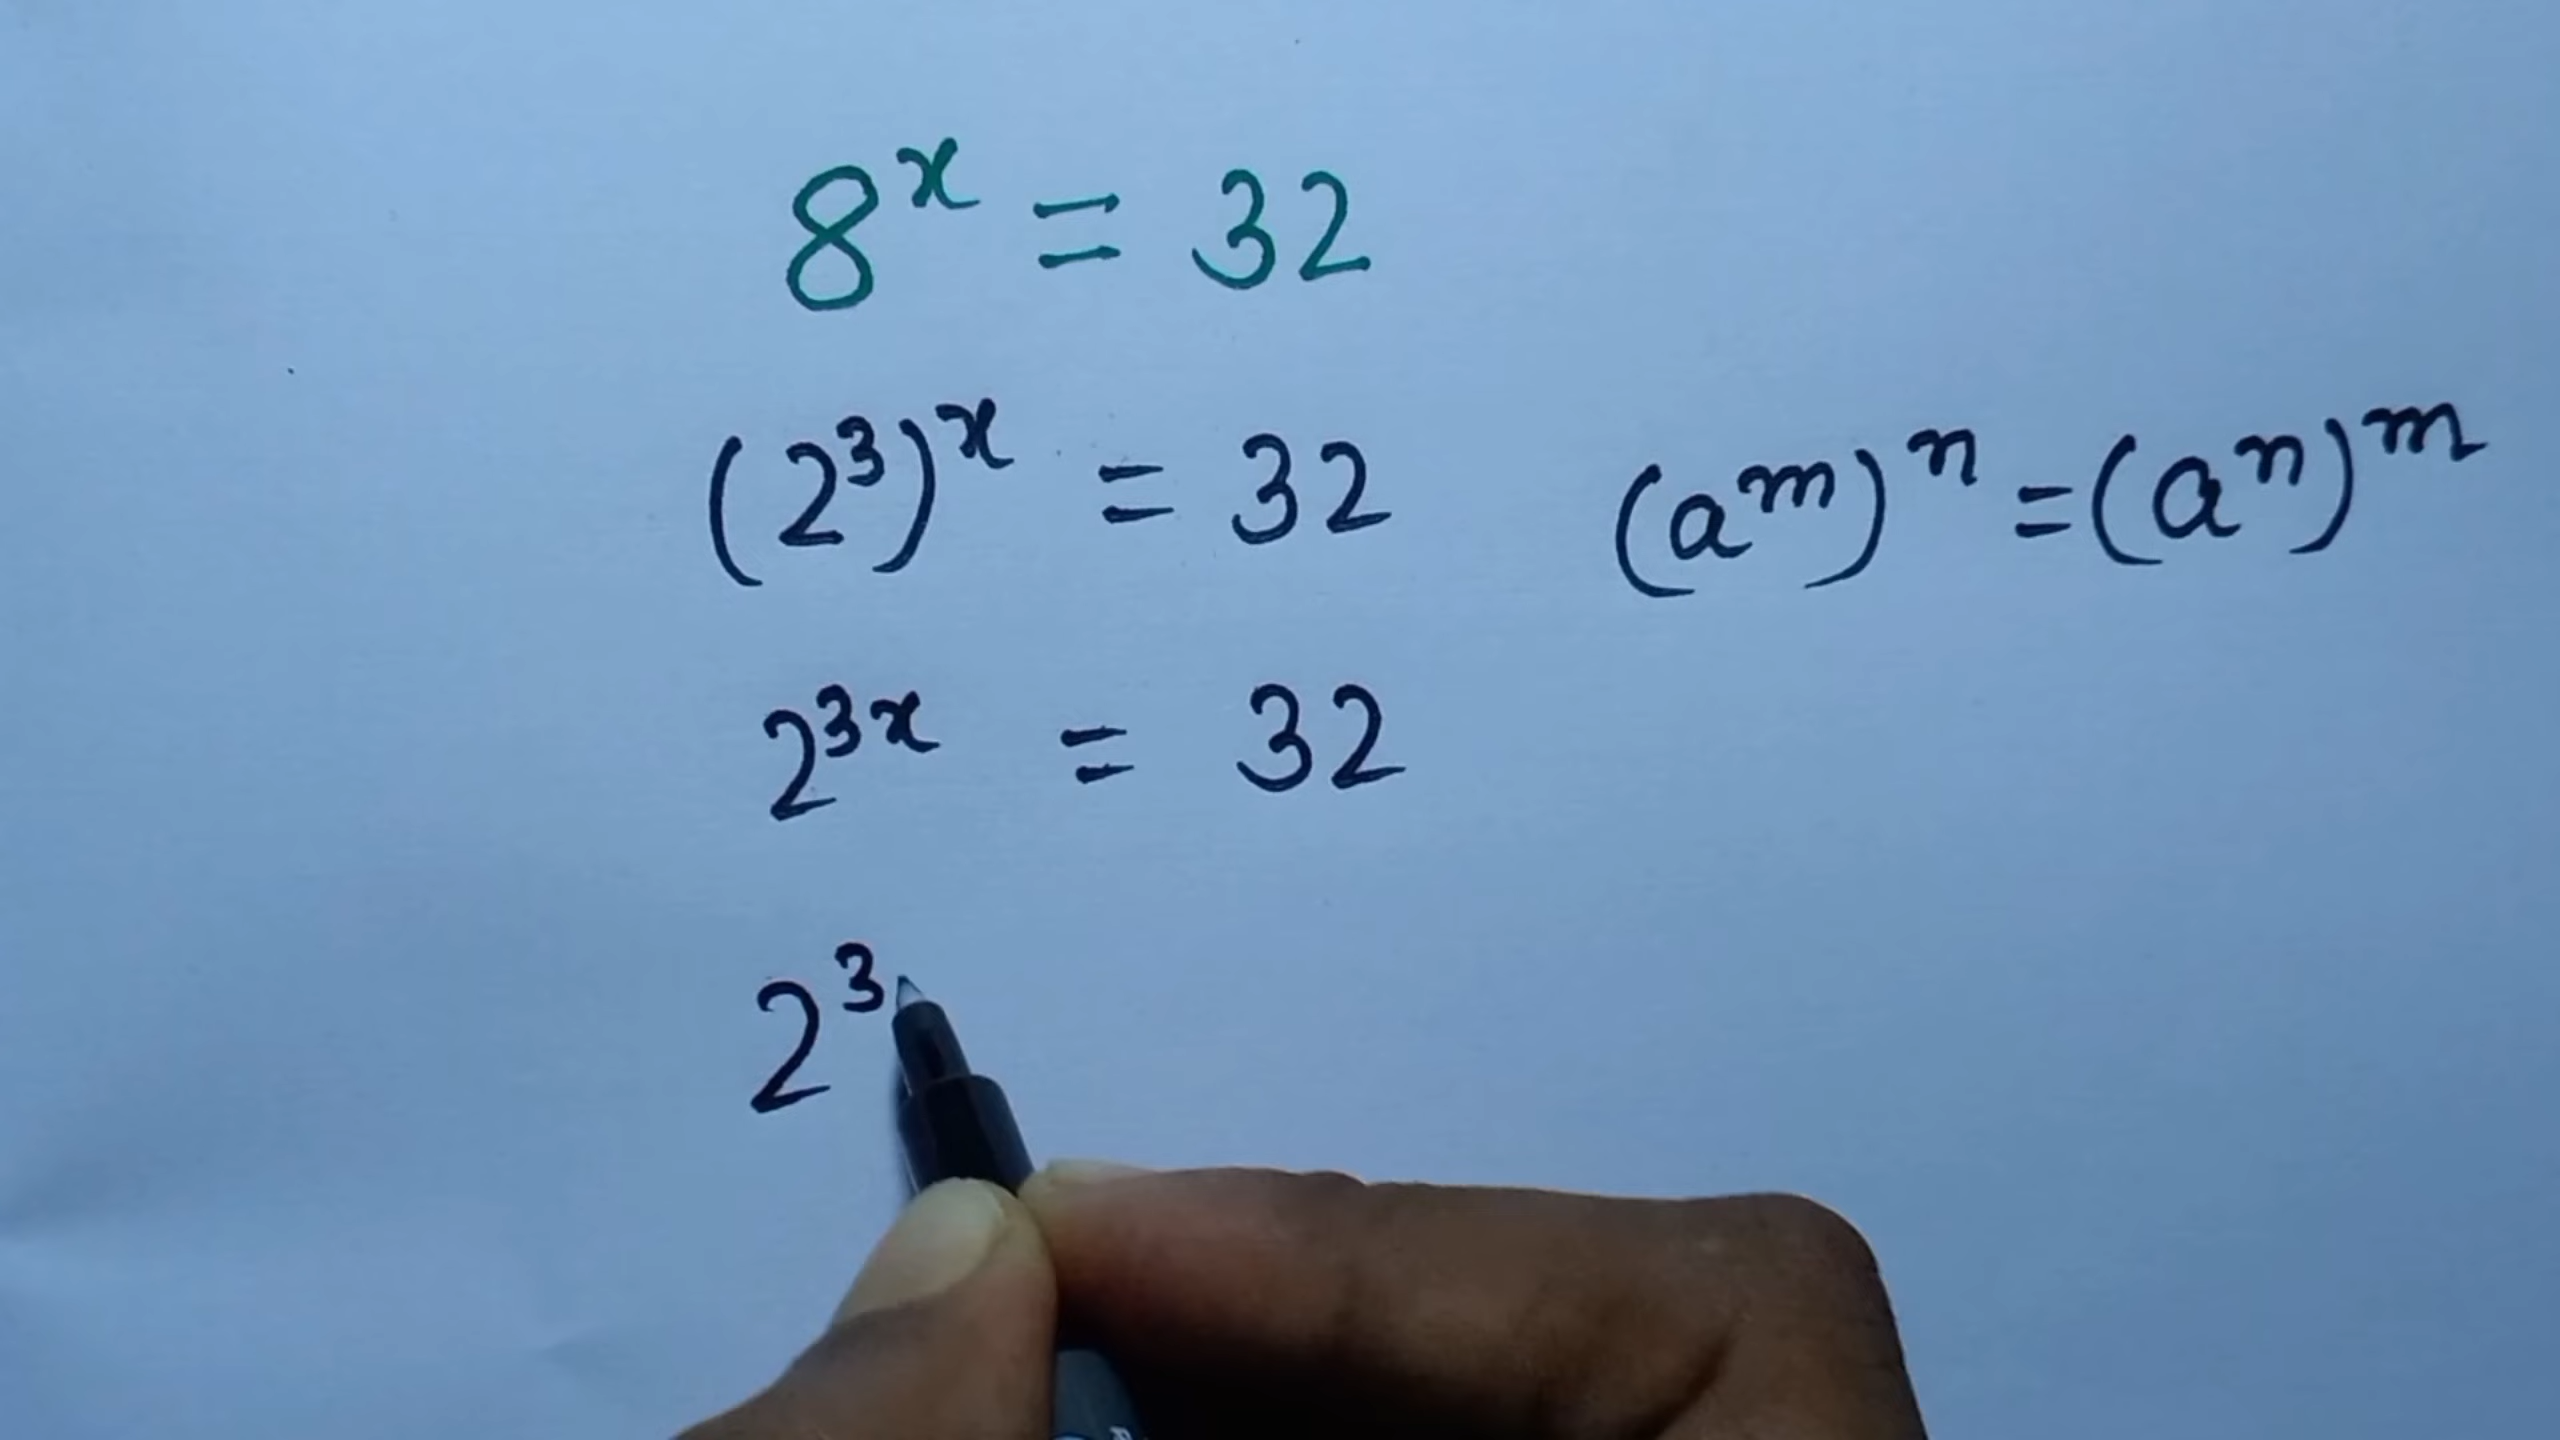 8^x = 32
(2^3)^x = 32 (a^m)^n = (a^n)^m
2^3x = 32
2^3